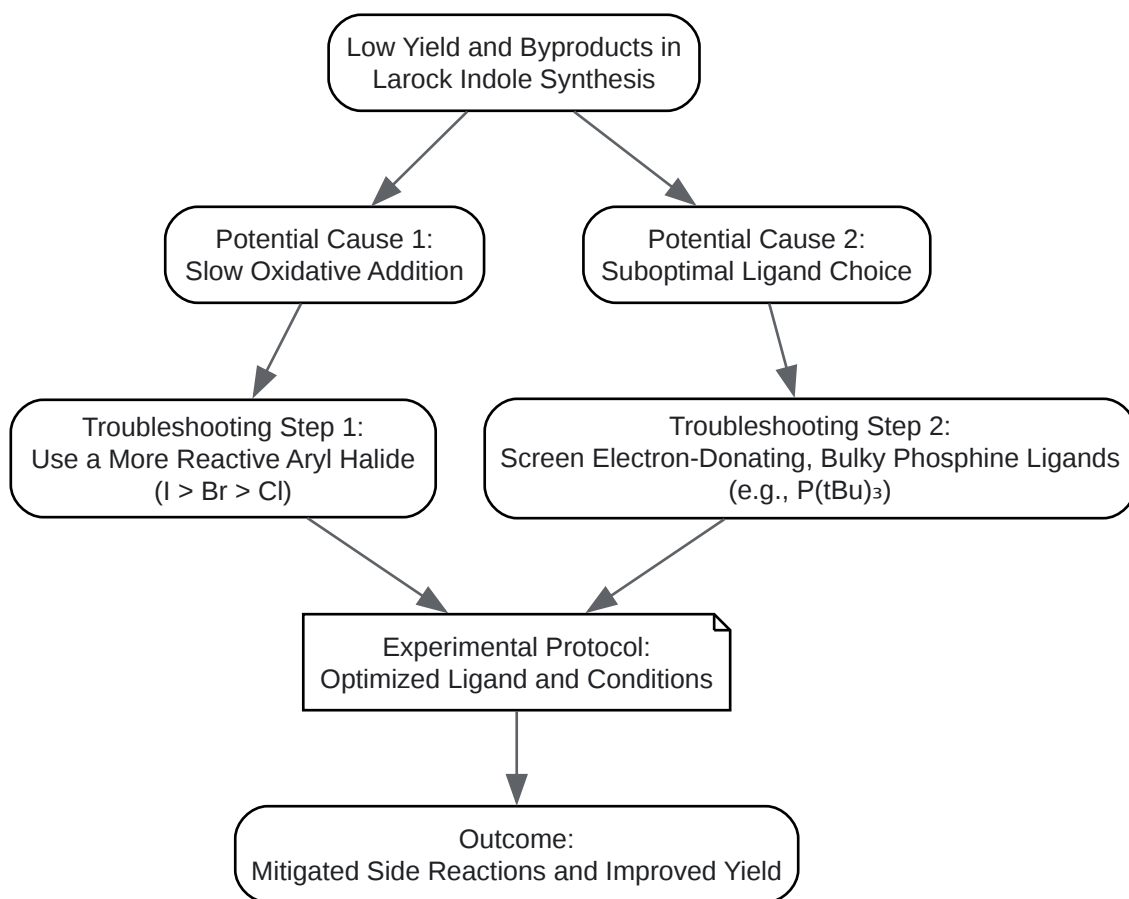 Low Yield and Byproducts in
Larock Indole Synthesis
Potential Cause 1:
Slow Oxidative Addition
Potential Cause 2:
Suboptimal Ligand Choice
Troubleshooting Step 1:
Use a More Reactive Aryl Halide
(I > Br > Cl)
Troubleshooting Step 2:
Screen Electron-Donating, Bulky Phosphine Ligands
(e.g., P(tBu)₃)
Experimental Protocol:
Optimized Ligand and Conditions
Outcome:
Mitigated Side Reactions and Improved Yield